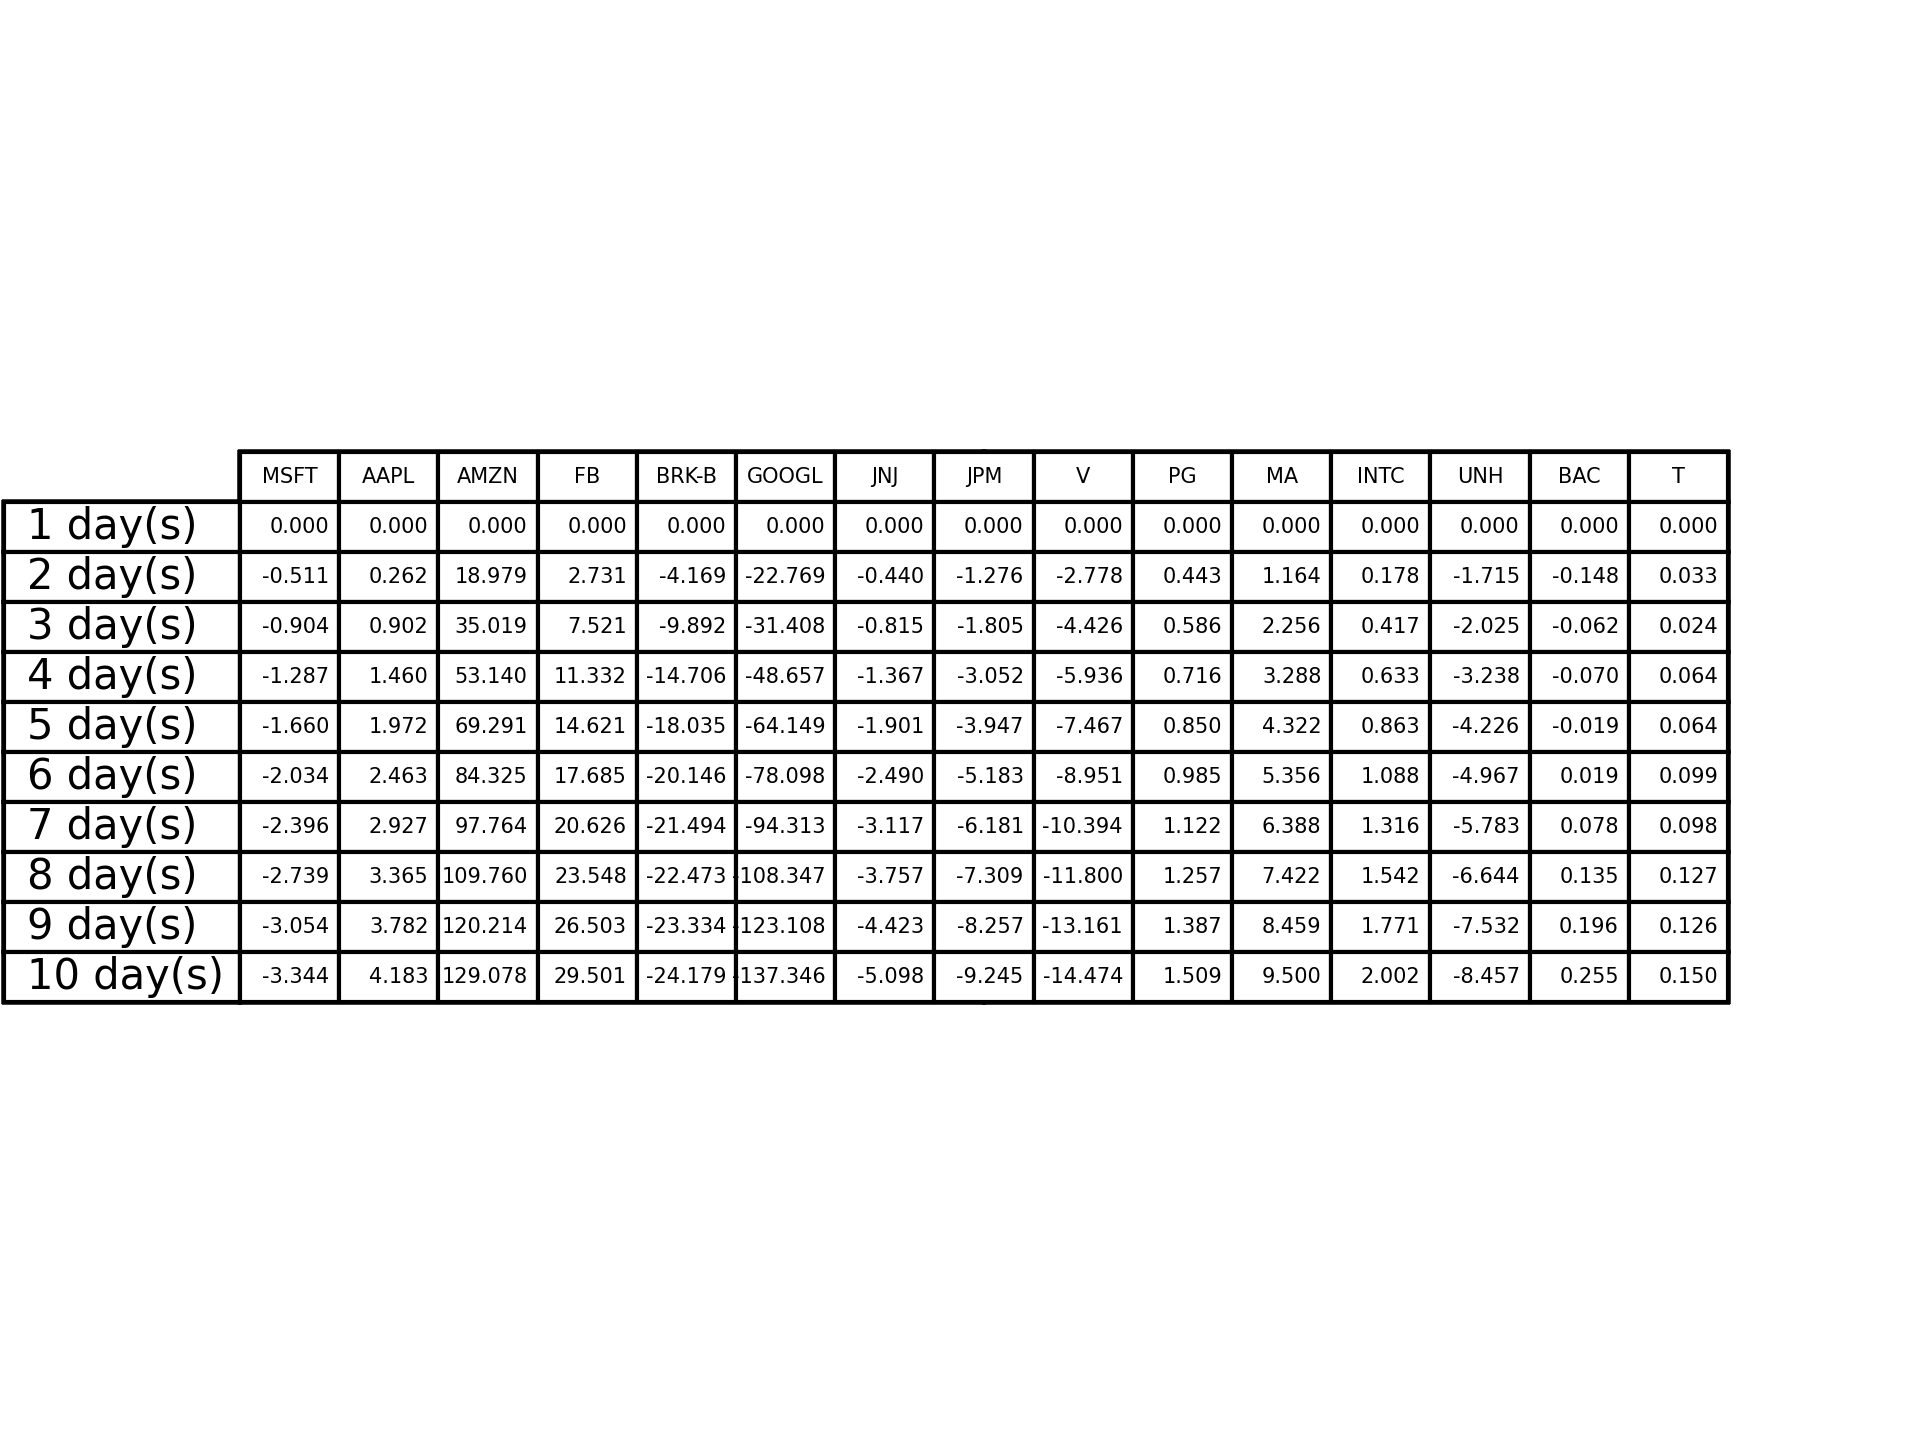 MSFT AAPL AMZN FB BRK-B GOOGL JNJ JPM V PG MA INTC UNH BAC T
1 day(s) 0.000 0.000 0.000 0.000 0.000 0.000 0.000 0.000 0.000 0.000 0.000 0.000 0.000 0.000 0.000
2 day(s) -0.511 0.262 18.979 2.731 -4.169 -22.769 -0.440 -1.276 -2.778 0.443 1.164 0.178 -1.715 -0.148 0.033
3 day(s) -0.904 0.902 35.019 7.521 -9.892 -31.408 -0.815 -1.805 -4.426 0.586 2.256 0.417 -2.025 -0.062 0.024
4 day(s) -1.287 1.460 53.140 11.332 -14.706 -48.657 -1.367 -3.052 -5.936 0.716 3.288 0.633 -3.238 -0.070 0.064
5 day(s) -1.660 1.972 69.291 14.621 -18.035 -64.149 -1.901 -3.947 -7.467 0.850 4.322 0.863 -4.226 -0.019 0.064
6 day(s) -2.034 2.463 84.325 17.685 -20.146 -78.098 -2.490 -5.183 -8.951 0.985 5.356 1.088 -4.967 0.019 0.099
7 day(s) -2.396 2.927 97.764 20.626 -21.494 -94.313 -3.117 -6.181 -10.394 1.122 6.388 1.316 -5.783 0.078 0.098
8 day(s) -2.739 3.365 109.760 23.548 -22.473 -108.347 -3.757 -7.309 -11.800 1.257 7.422 1.542 -6.644 0.135 0.127
9 day(s) -3.054 3.782 120.214 26.503 -23.334 -123.108 -4.423 -8.257 -13.161 1.387 8.459 1.771 -7.532 0.196 0.126
10 day(s) -3.344 4.183 129.078 29.501 -24.179 -137.346 -5.098 -9.245 -14.474 1.509 9.500 2.002 -8.457 0.255 0.150